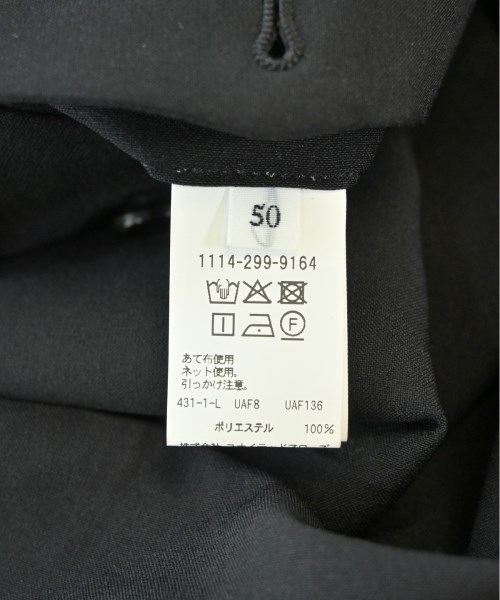 50
1114-299-9164
F
あて布使用
ネット使用。
引っかけ注意。
431-1-L UAF8 UAF136
ポリエステル 100%